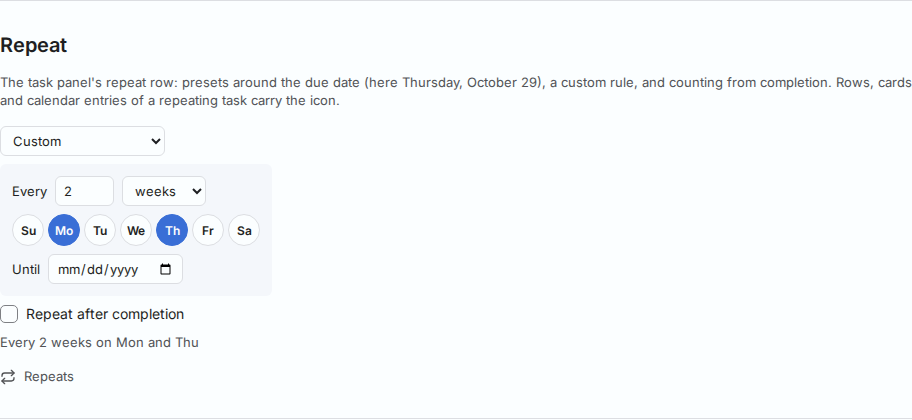 Repeat
The task panel's repeat row: presets around the due date (here Thursday, October 29), a custom rule, and counting from completion. Rows, cards
and calendar entries of a repeating task carry the icon.
Custom
Every 2 weeks
Su Mo Tu We Th Fr Sa
Until mm/dd/yyyy
Repeat after completion
Every 2 weeks on Mon and Thu
Repeats